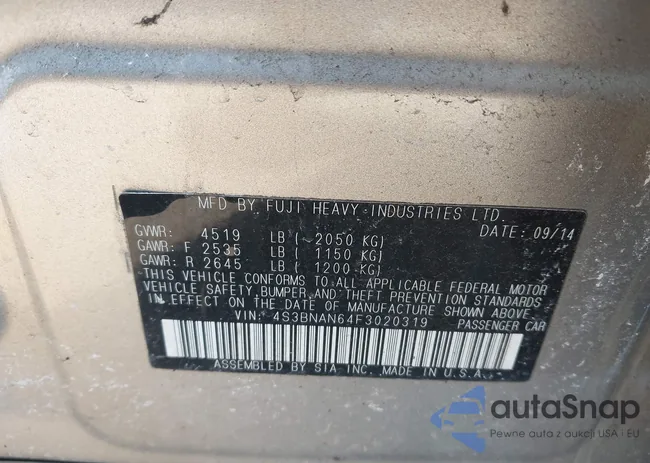 MFD BY FUJI HEAVY INDUSTRIES LTD.
GVWR: 4519 LB ( ~ 2050 KG) DATE: 09/14
GAWR: F 2535 LB ( 1150 KG)
GAWR: R 2645 LB ( 1200 KG)
THIS VEHICLE CONFORMS TO ALL APPLICABLE FEDERAL MOTOR
VEHICLE SAFETY, BUMPER, AND THEFT PREVENTION STANDARDS
IN EFFECT ON THE DATE OF MANUFACTURE SHOWN ABOVE.
VIN: 4S3BNAN64F3020319 PASSENGER CAR
ASSEMBLED BY SIA INC. MADE IN U.S.A.
autaSnap
Pewne auta z aukcji USA i EU